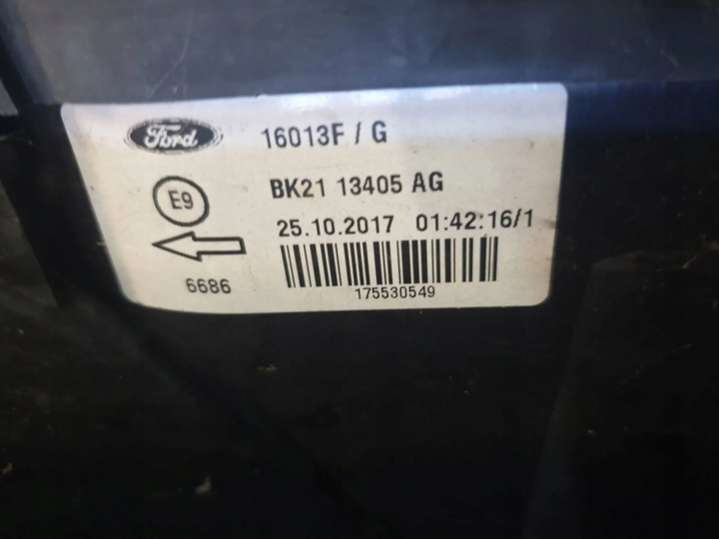 Ford
16013F / G
E9
BK21 13405 AG
25.10.2017 01:42:16/1
6686
175530549